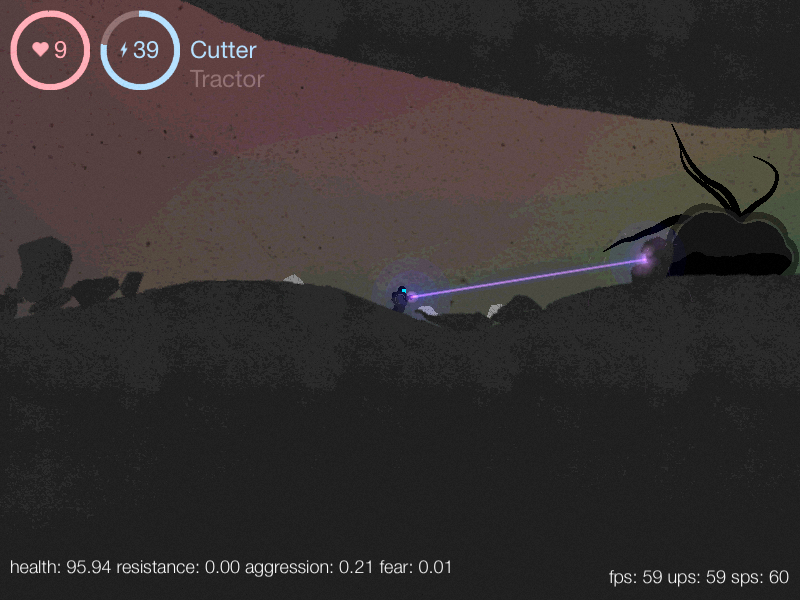 9
39
Cutter
Tractor
health: 95.94 resistance: 0.00 aggression: 0.21 fear: 0.01
fps: 59 ups: 59 sps: 60